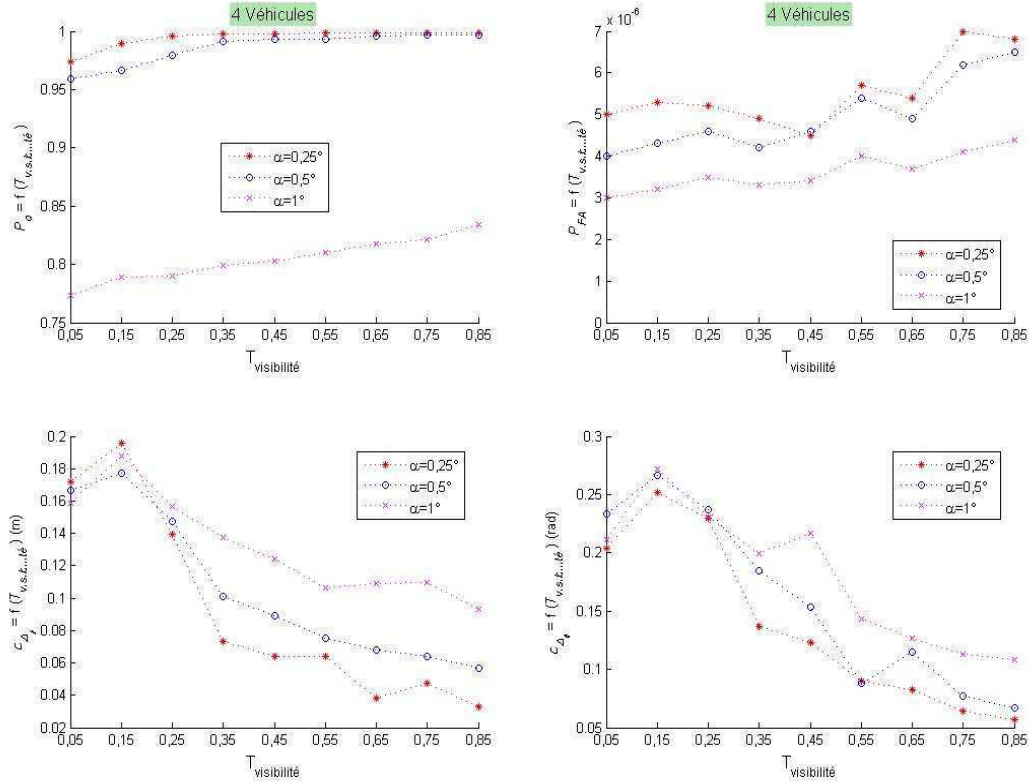 4 Véhicules
1
0.95
0.9
0.85
0.8
0.75
α=0,25°
α=0,5°
α=1°
0,05 0,15 0,25 0,35 0,45 0,55 0,65 0,75 0,85
T visibilité
4 Véhicules
x 10⁻⁶
7
6
5
4
3
2
1
0
P FA = f (T v.s.t...té )
α=0,25°
α=0,5°
α=1°
0,05 0,15 0,25 0,35 0,45 0,55 0,65 0,75 0,85
T visibilité
0.2
0.18
0.16
0.14
0.12
0.1
0.08
0.06
0.04
0.02
α=0,25°
α=0,5°
α=1°
0,05 0,15 0,25 0,35 0,45 0,55 0,65 0,75 0,85
T visibilité
0.3
0.25
0.2
0.15
0.1
0.05
α=0,25°
α=0,5°
α=1°
0,05 0,15 0,25 0,35 0,45 0,55 0,65 0,75 0,85
T visibilité